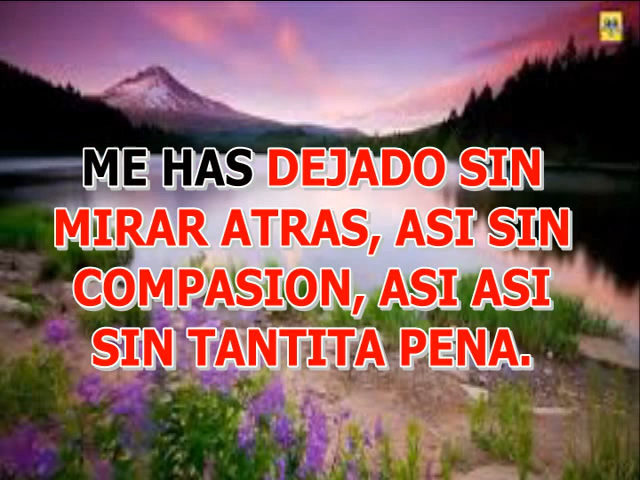 ME HAS DEJADO SIN
MIRAR ATRAS, ASI SIN
COMPASION, ASI ASI
SIN TANTITA PENA.